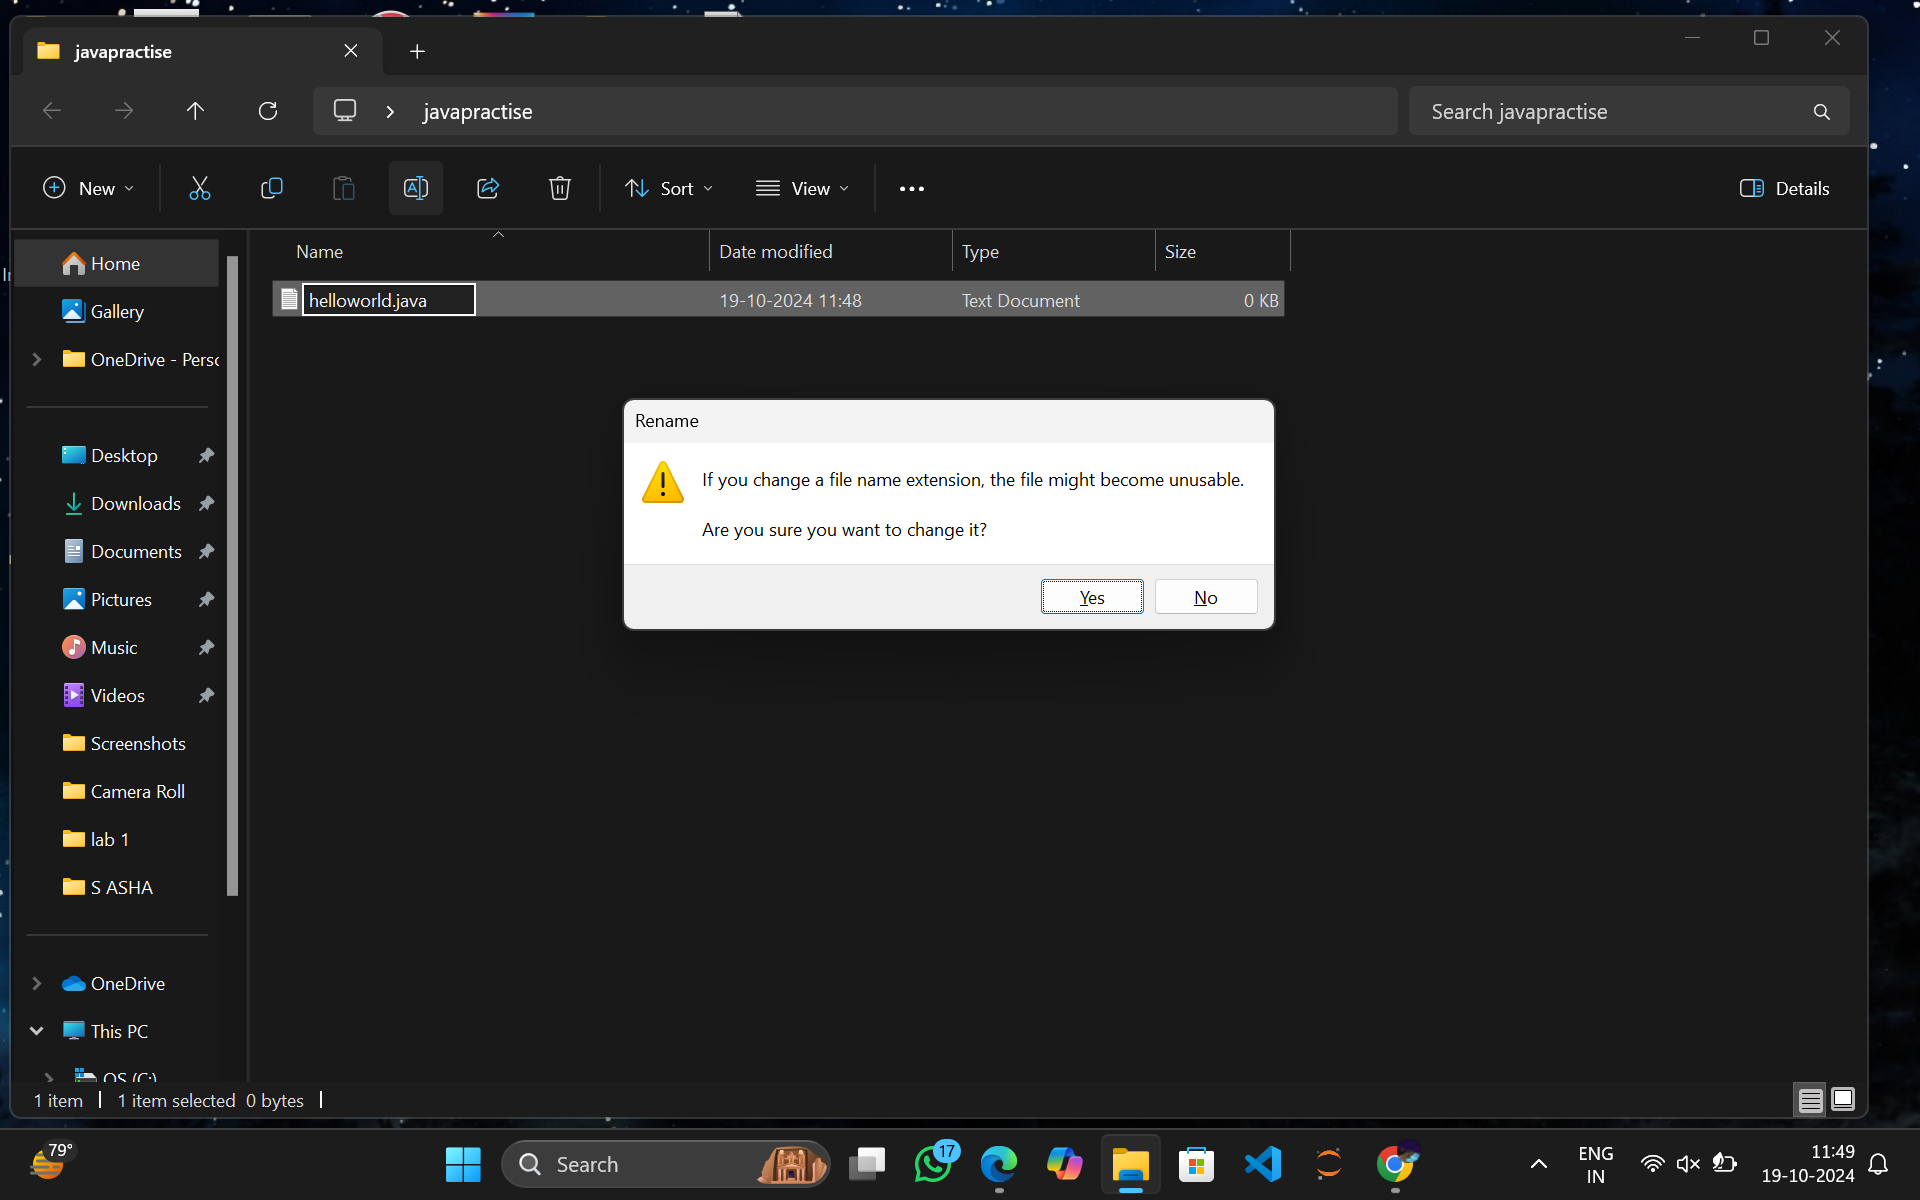 javapractise
javapractise
Search javapractise
New
Sort
View
Details
Name
Date modified
Type
Size
helloworld.java
19-10-2024 11:48
Text Document
0 KB
Home
Gallery
OneDrive - Perso
Desktop
Downloads
Documents
Pictures
Music
Videos
Screenshots
Camera Roll
lab 1
S ASHA
OneDrive
This PC
OS (C:)
Rename
If you change a file name extension, the file might become unusable.
Are you sure you want to change it?
Yes
No
1 item
1 item selected 0 bytes
79°
Search
17
ENG
IN
11:49
19-10-2024